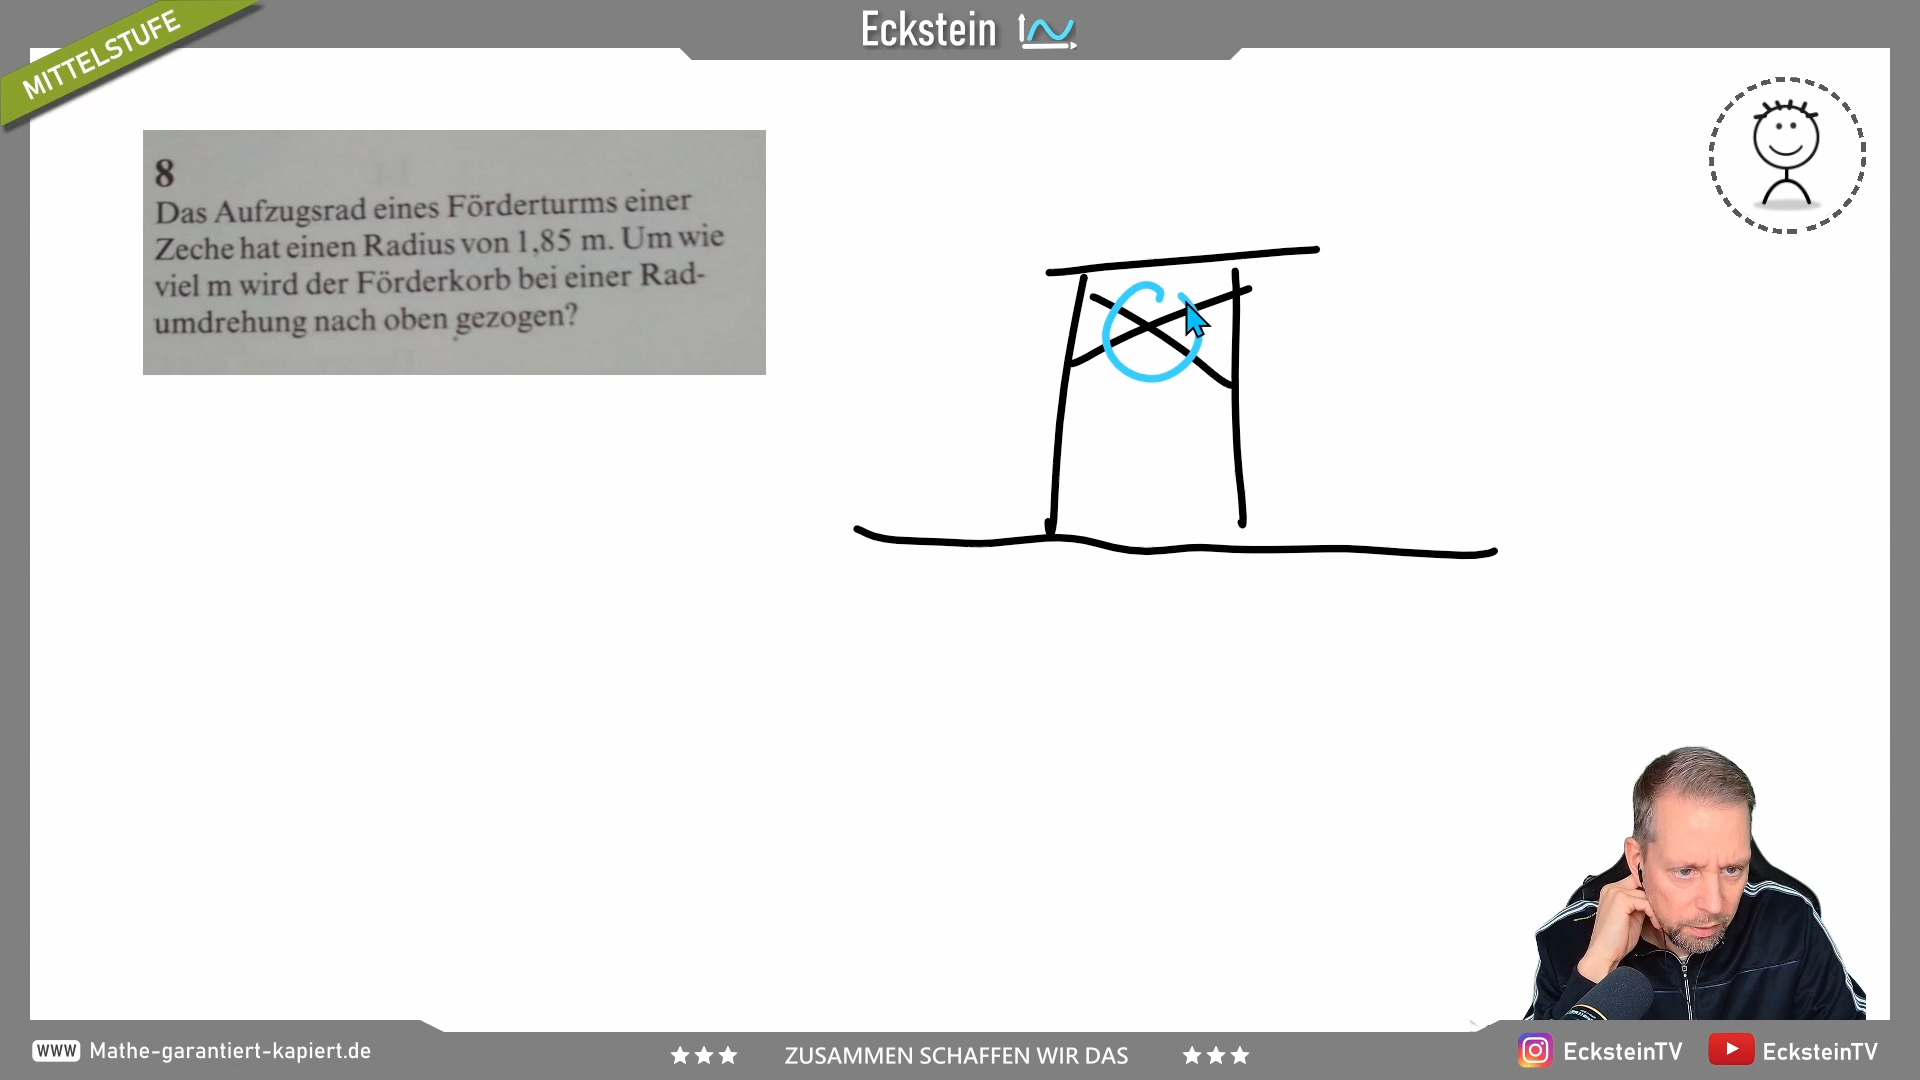 MITTELSTUFE
Eckstein
8
Das Aufzugsrad eines Förderturms einer
Zeche hat einen Radius von 1,85 m. Um wie
viel m wird der Förderkorb bei einer Rad-
umdrehung nach oben gezogen?
WWW Mathe-garantiert-kapiert.de
★★★ ZUSAMMEN SCHAFFEN WIR DAS ★★★
EcksteinTV
EcksteinTV